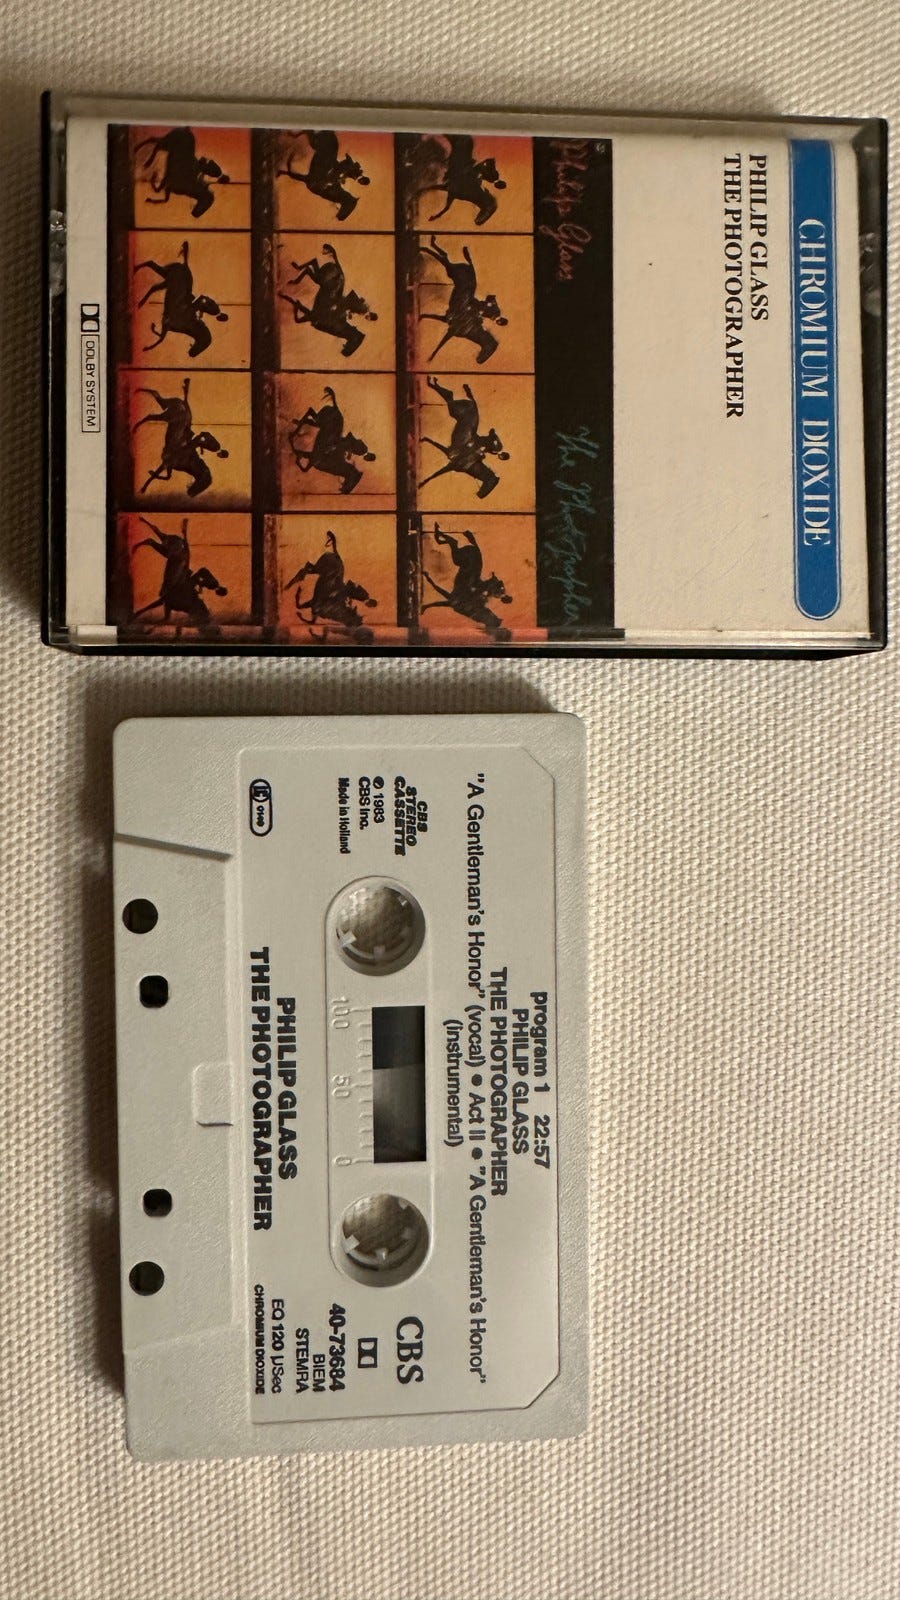 CHROMIUM DIOXIDE
PHILIP GLASS
THE PHOTOGRAPHER
Philip Glass
The Photographer
DOLBY SYSTEM
program 1 22:57
PHILIP GLASS
THE PHOTOGRAPHER
"A Gentleman's Honor" (vocal) ● Act II ● "A Gentleman's Honor"
(instrumental)
CBS
STEREO
CASSETTE
℗ 1983
CBS Inc.
Made in Holland
100 50 0
CBS
40-73684
BIEM
STEMRA
EQ 120 μSec
CHROMIUM DIOXIDE
PHILIP GLASS
THE PHOTOGRAPHER